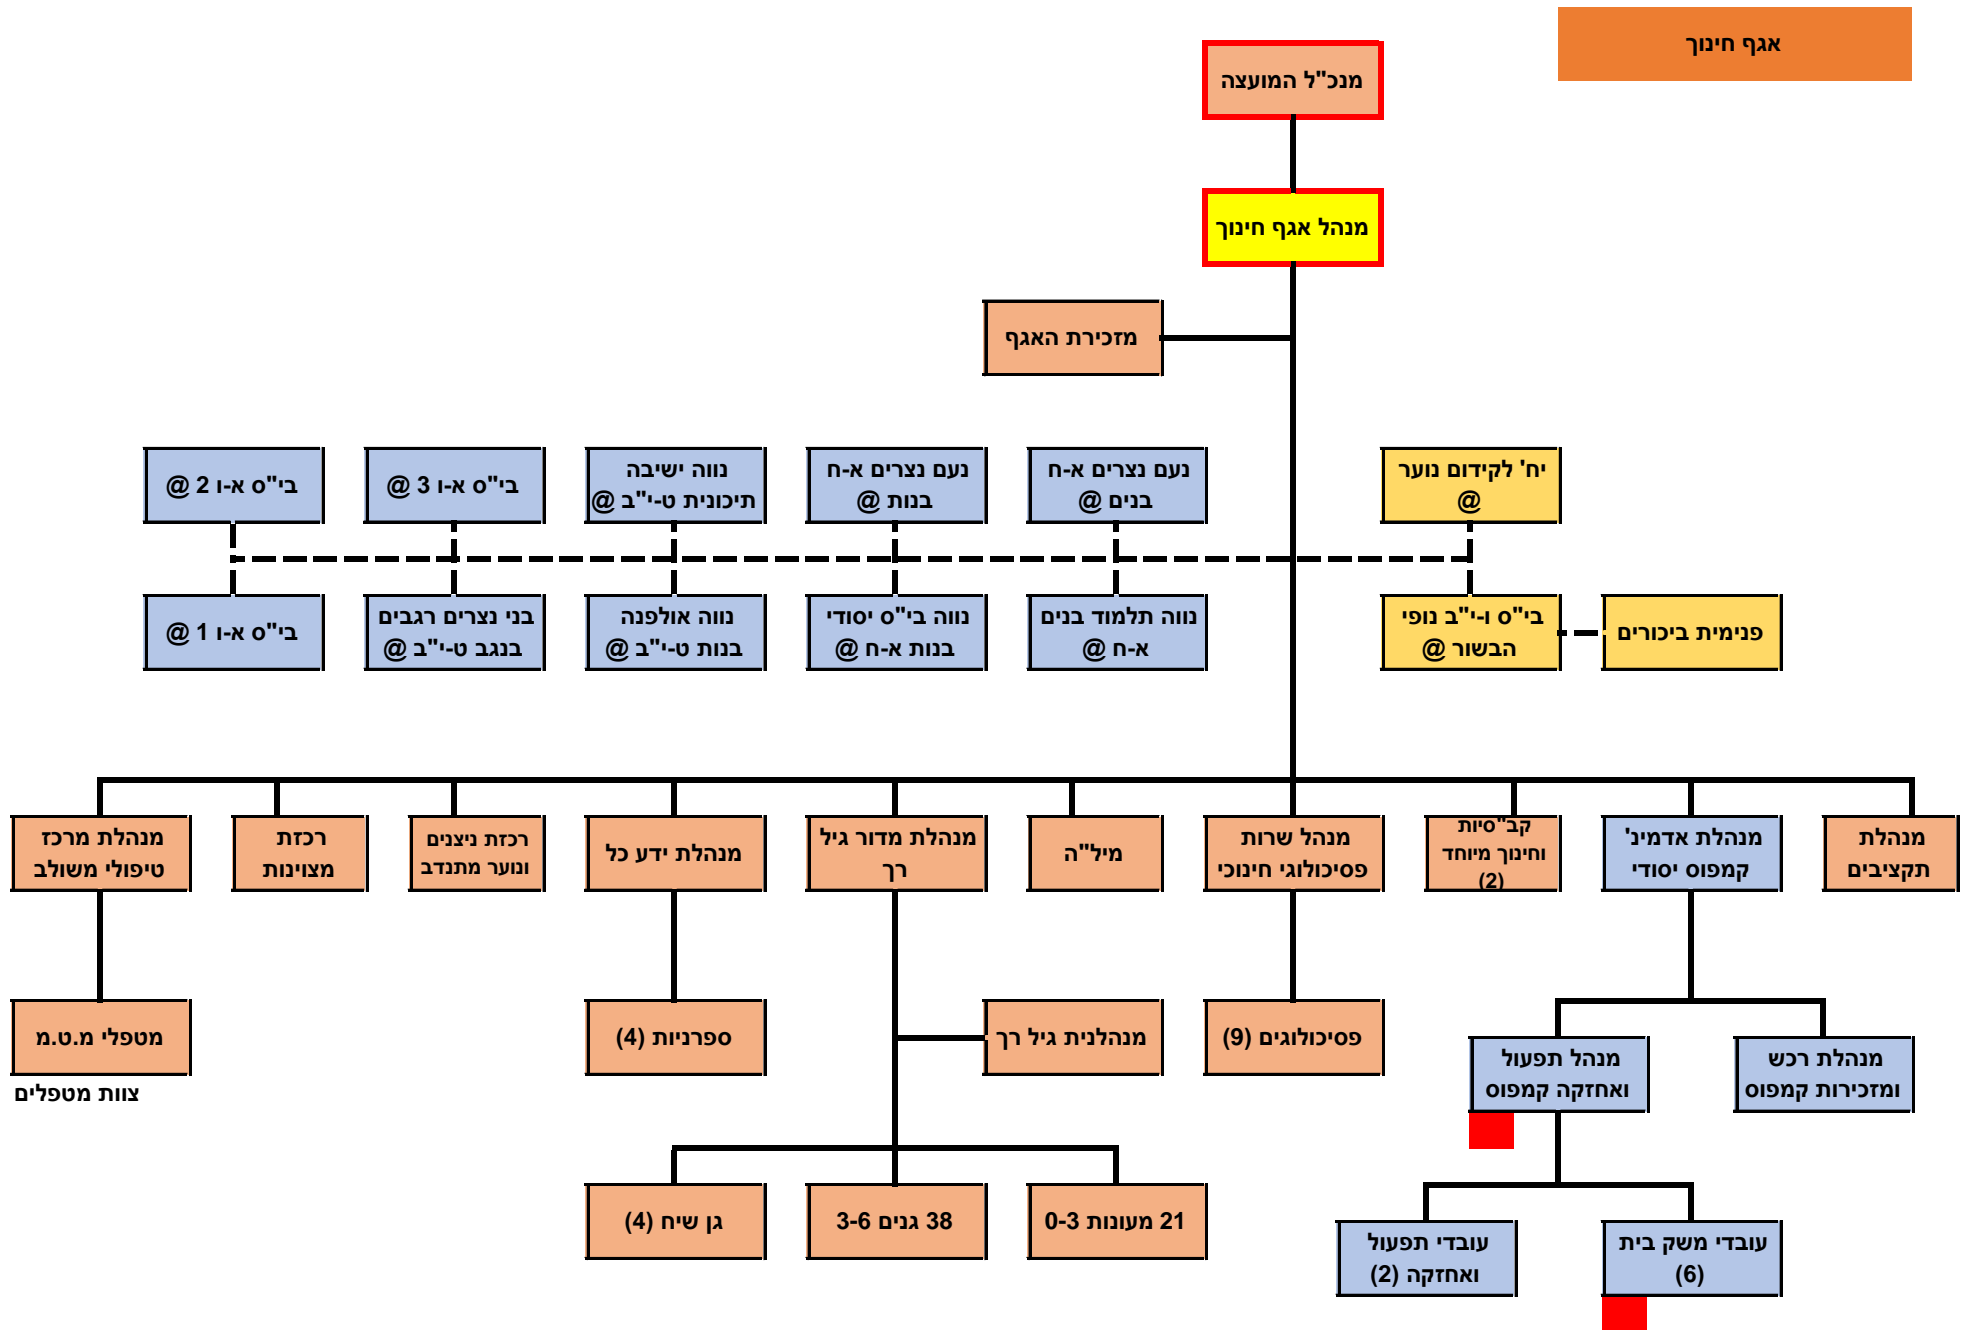 אגף חינוך
מנכ"ל המועצה
מנהל אגף חינוך
מזכירת האגף
יח' לקידום נוער
@
נעם נצרים א-ח
בנים @
נעם נצרים א-ח
בנות @
נווה ישיבה
תיכונית ט-י"ב @
בי"ס א-ו 3 @
בי"ס א-ו 2 @
פנימית ביכורים
בי"ס ו-י"ב נופי
הבשור @
נווה תלמוד בנים
א-ח @
נווה בי"ס יסודי
בנות א-ח @
נווה אולפנה
בנות ט-י"ב @
בני נצרים רגבים
בנגב ט-י"ב @
בי"ס א-ו 1 @
מנהלת
תקציבים
מנהלת אדמינ'
קמפוס יסודי
קב"סיות
וחינוך מיוחד
(2)
מנהל שרות
פסיכולוגי חינוכי
מיל"ה
מנהלת מדור גיל
רך
מנהלת ידע כל
רכזת ניצנים
ונוער מתנדב
רכזת
מצוינות
מנהלת מרכז
טיפולי משולב
מנהלת רכש
ומזכירות קמפוס
מנהל תפעול
ואחזקה קמפוס
פסיכולוגים (9)
מנהלנית גיל רך
ספרניות (4)
מטפלי מ.ט.מ
צוות מטפלים
עובדי משק בית
(6)
עובדי תפעול
ואחזקה (2)
21 מעונות 0-3
38 גנים 3-6
גן שיח (4)